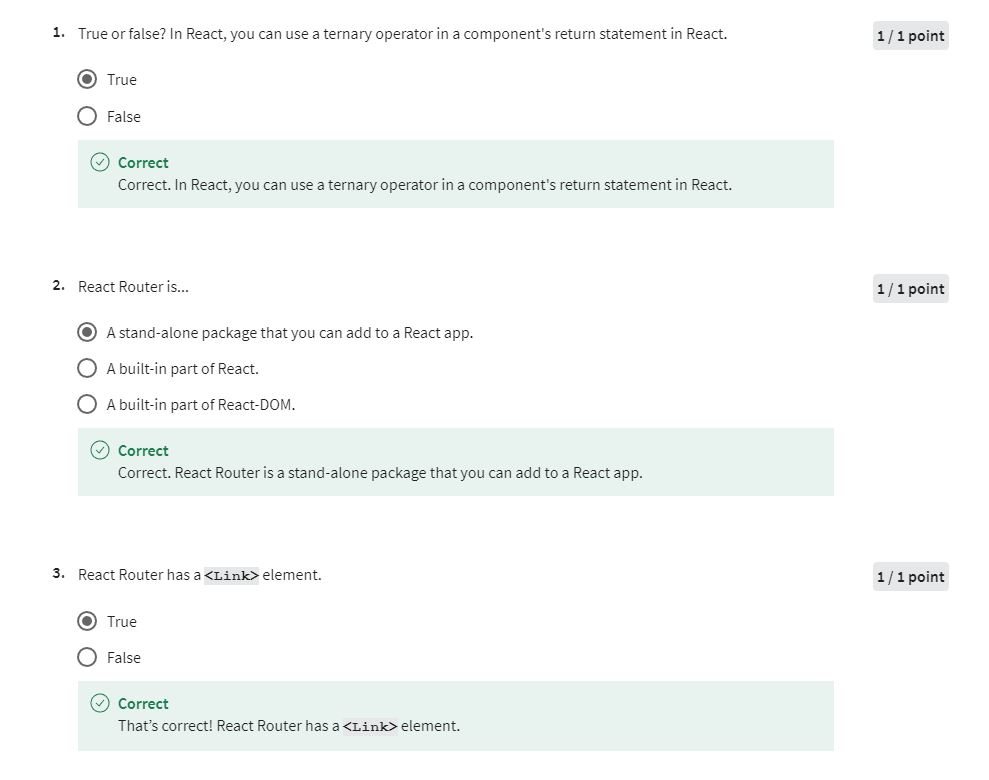 1. True or false? In React, you can use a ternary operator in a component's return statement in React. 1 / 1 point
True
False
Correct
Correct. In React, you can use a ternary operator in a component's return statement in React.
2. React Router is... 1 / 1 point
A stand-alone package that you can add to a React app.
A built-in part of React.
A built-in part of React-DOM.
Correct
Correct. React Router is a stand-alone package that you can add to a React app.
3. React Router has a <Link> element. 1 / 1 point
True
False
Correct
That’s correct! React Router has a <Link> element.